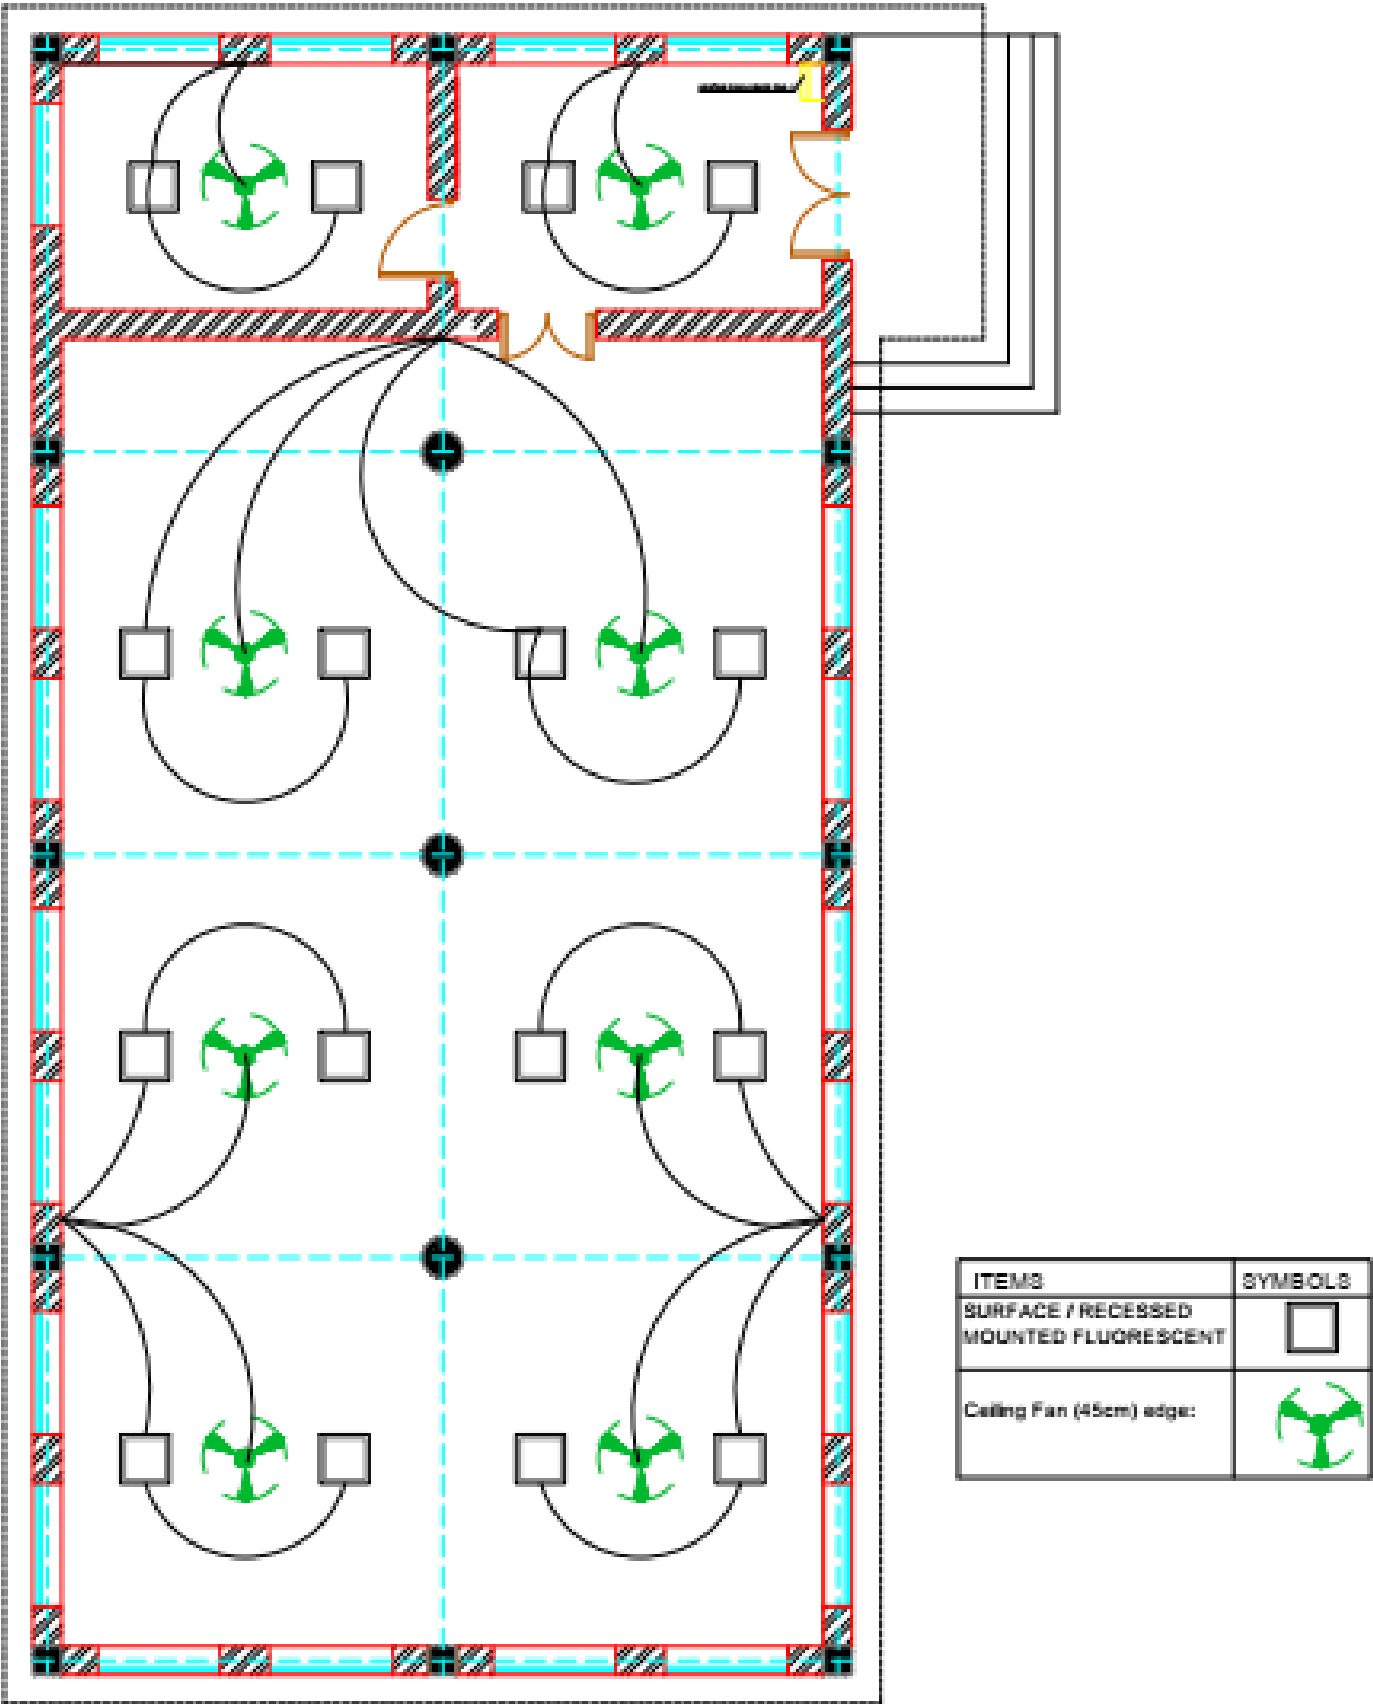 ITEMS SYMBOLS
SURFACE / RECESSED
MOUNTED FLUORESCENT
Ceiling Fan (45cm) edge: